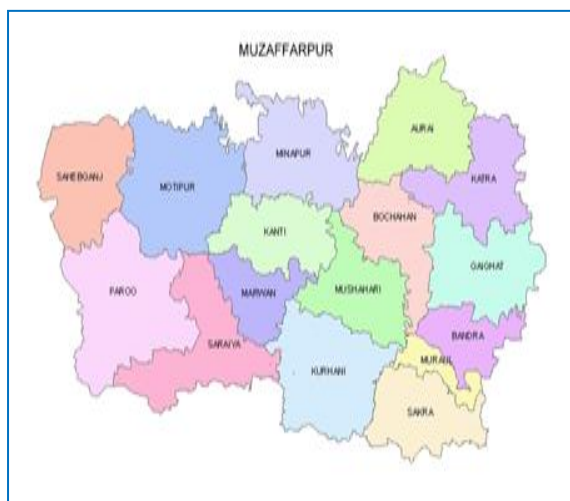 MUZAFFARPUR
AURAI
MINAPUR
SAHEBGANJ
MOTIPUR
KATRA
BOCHAHAN
KANTI
GAIGHAT
PAROO
MARWAN
MUSHAHARI
BANDRA
SARAIYA
MURAUL
KURHANI
SAKRA